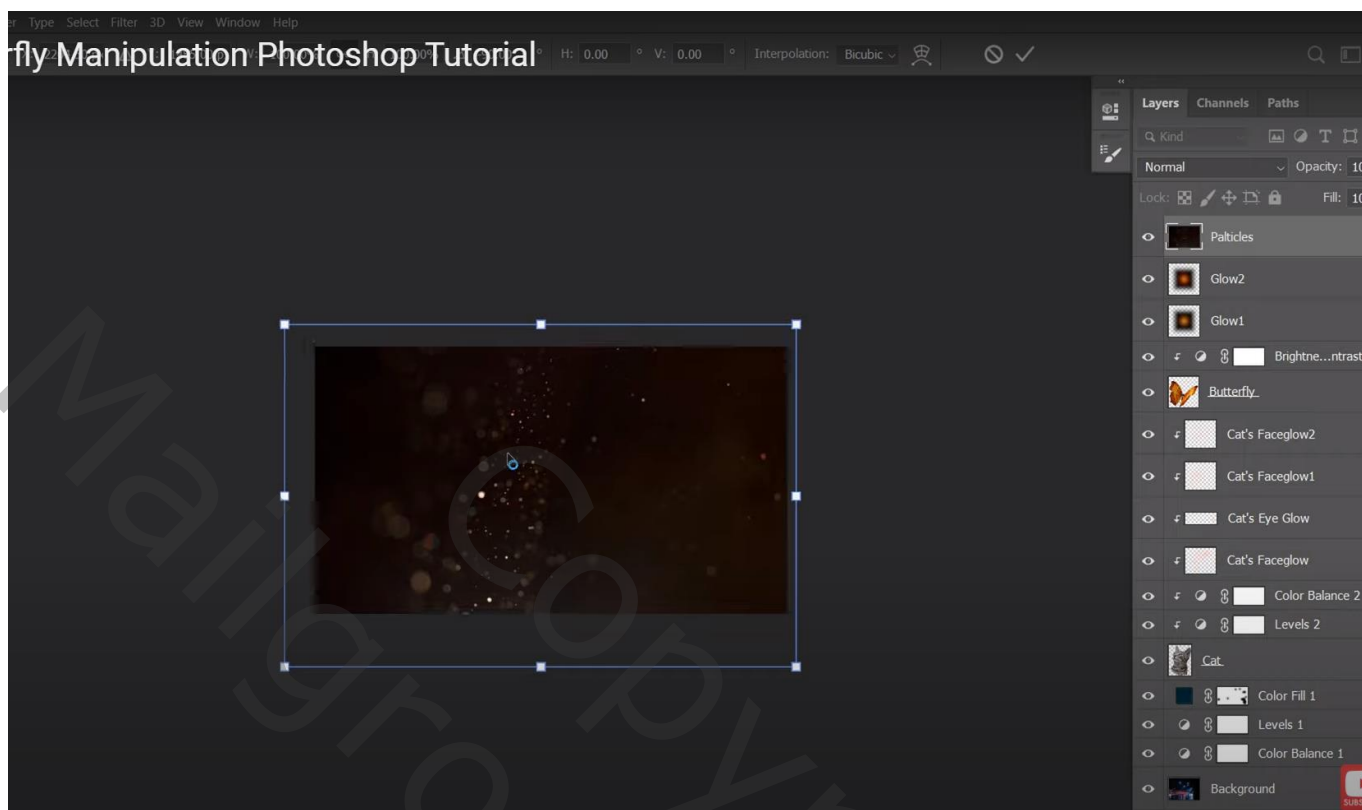 Type Select Filter 3D View Window Help
rfly Manipulation Photoshop Tutorial
H: 0.00 ° V: 0.00 ° Interpolation: Bicubic
Layers Channels Paths
Kind
Normal Opacity: 10
Lock: Fill: 10
Palticles
Glow2
Glow1
Brightne...ntrast
Butterfly
Cat's Faceglow2
Cat's Faceglow1
Cat's Eye Glow
Cat's Faceglow
Color Balance 2
Levels 2
Cat
Color Fill 1
Levels 1
Color Balance 1
Background